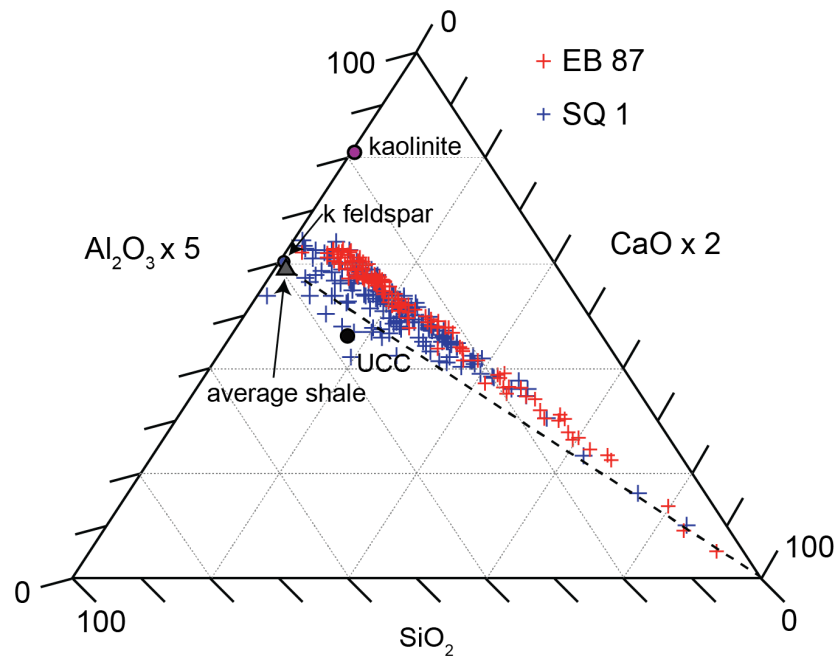 0
100
EB 87
SQ 1
kaolinite
k feldspar
Al₂O₃ x 5
CaO x 2
UCC
average shale
100
0
100
0
SiO₂